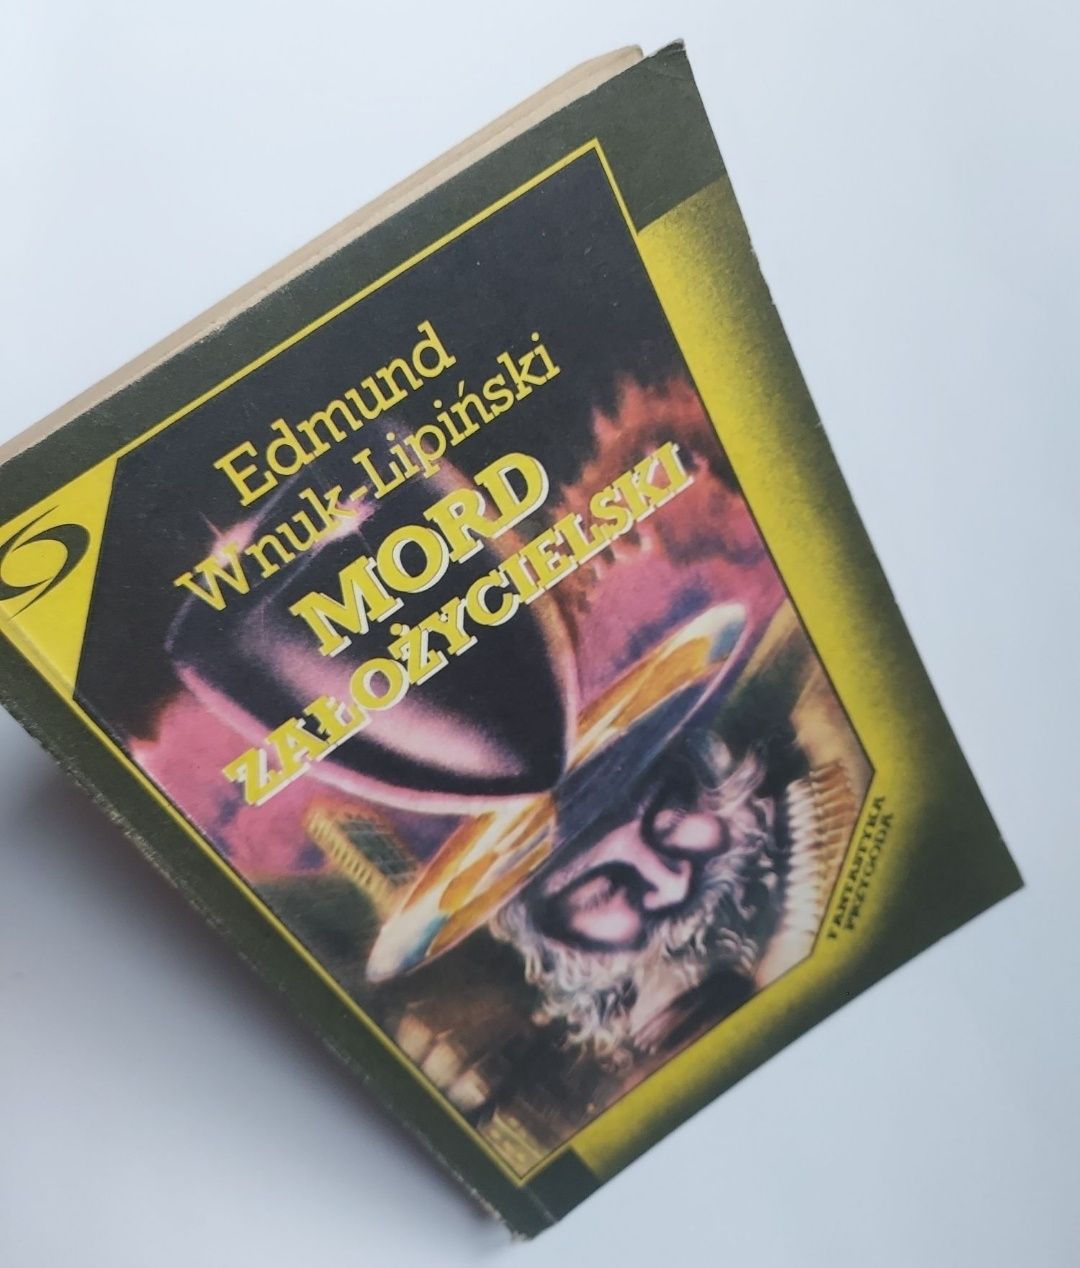 Edmund
Wnuk-Lipiński
MORD
ZAŁOŻYCIELSKI
FANTASTYKA
PRZYGODA